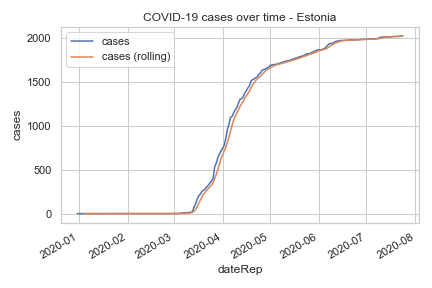 COVID-19 cases over time - Estonia
cases
cases (rolling)
2000
1500
1000
500
0
cases
2020-01
2020-02
2020-03
2020-04
2020-05
2020-06
2020-07
2020-08
dateRep